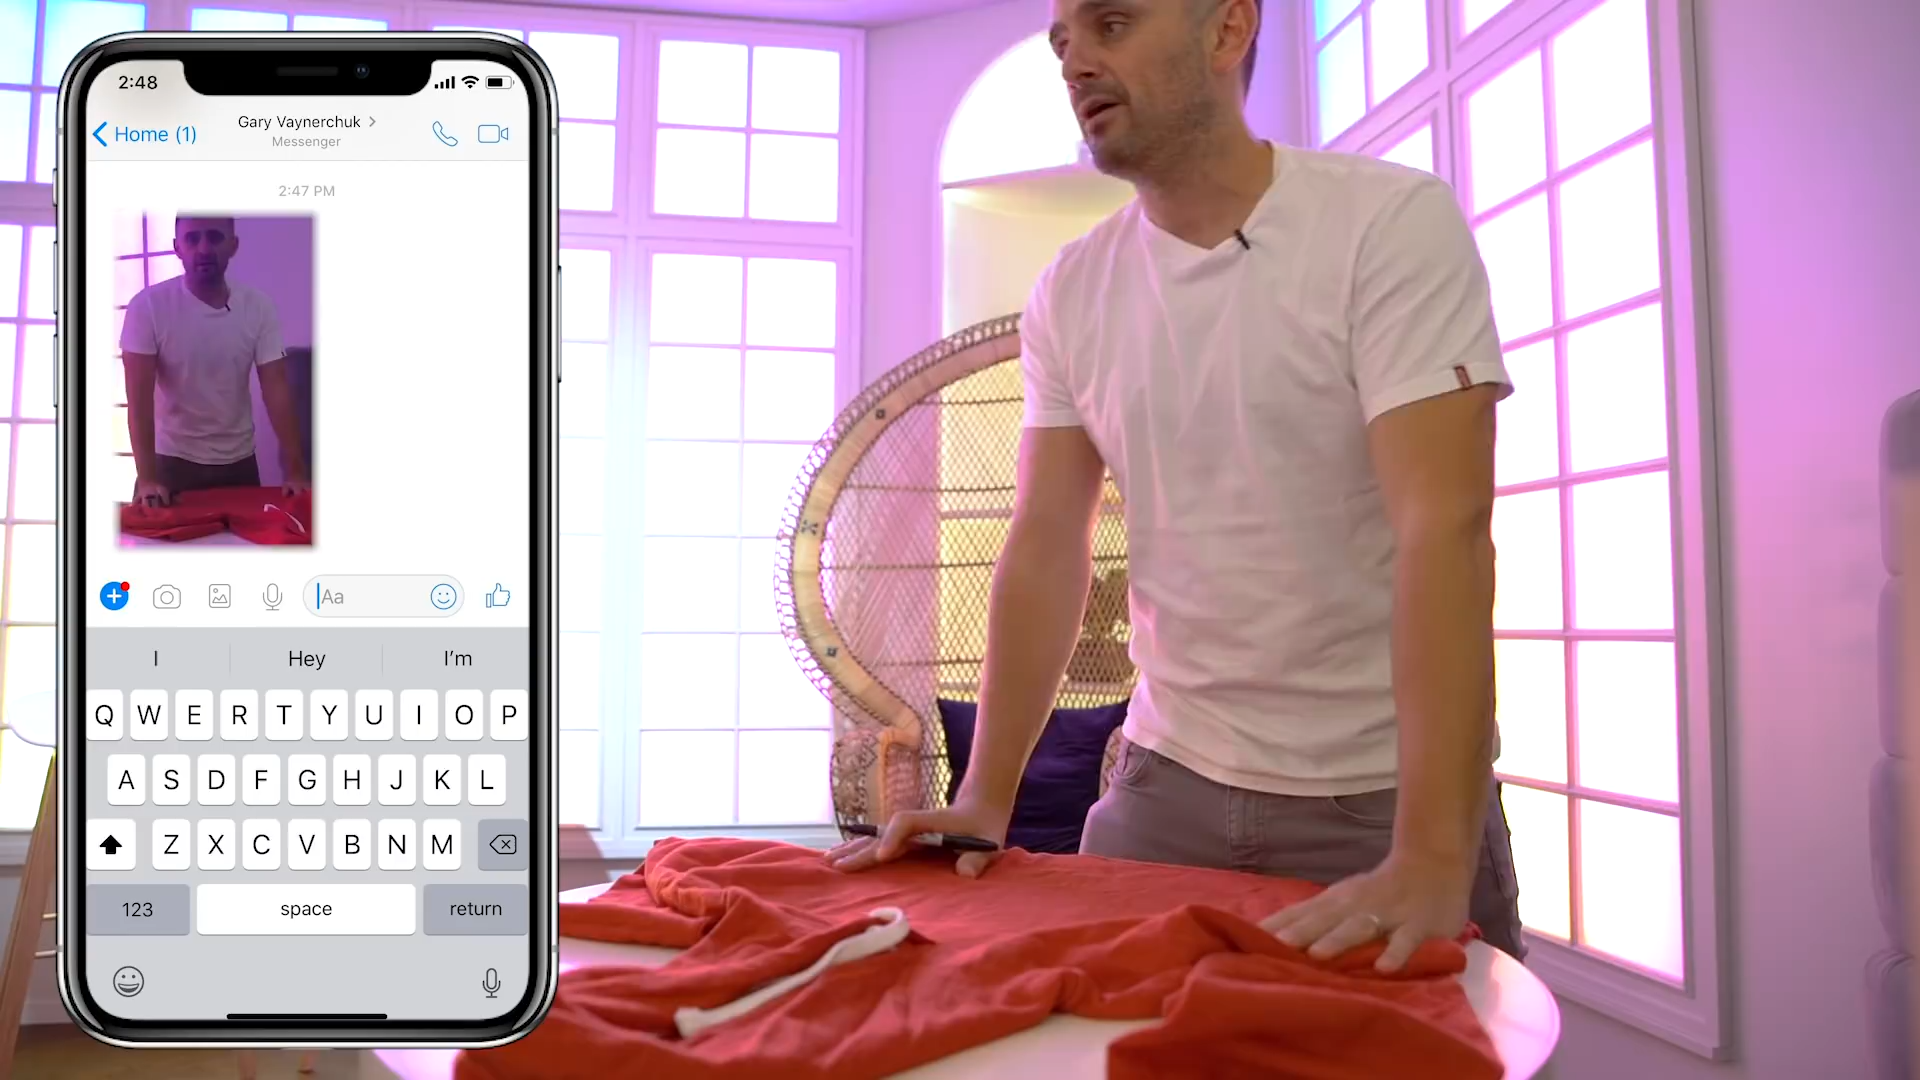 2:48
Home (1)
Gary Vaynerchuk
Messenger
2:47 PM
Aa
I
Hey
I'm
Q W E R T Y U I O P
A S D F G H J K L
Z X C V B N M
123
space
return